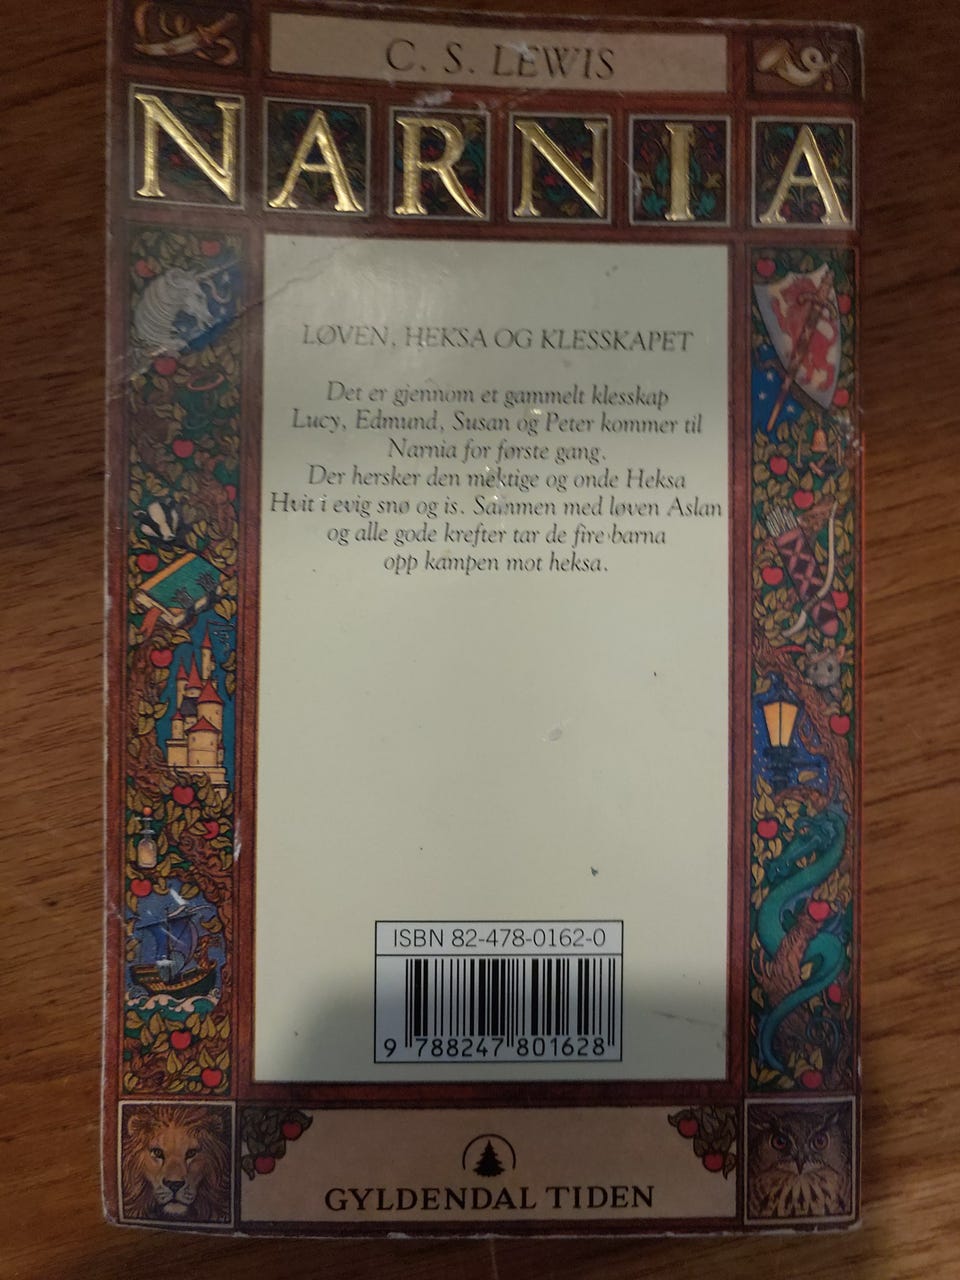 C. S. LEWIS
NARNIA
LØVEN, HEKSA OG KLESSKAPET
Det er gjennom et gammelt klesskap
Lucy, Edmund, Susan og Peter kommer til
Narnia for første gang.
Der hersker den mektige og onde Heksa
Hvit i evig snø og is. Sammen med løven Aslan
og alle gode krefter tar de fire barna
opp kampen mot heksa.
ISBN 82-478-0162-0
9 788247 801628
GYLDENDAL TIDEN